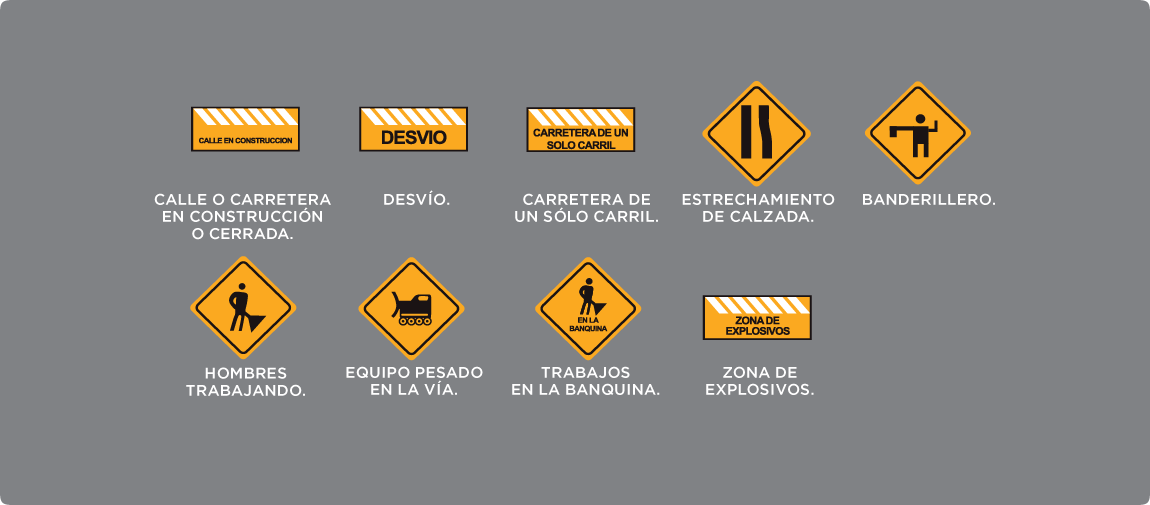 CALLE EN CONSTRUCCION
DESVIO
CARRETERA DE UN
SOLO CARRIL
CALLE O CARRETERA
EN CONSTRUCCIÓN
O CERRADA.
DESVÍO.
CARRETERA DE
UN SÓLO CARRIL.
ESTRECHAMIENTO
DE CALZADA.
BANDERILLERO.
EN LA
BANQUINA
ZONA DE
EXPLOSIVOS
HOMBRES
TRABAJANDO.
EQUIPO PESADO
EN LA VÍA.
TRABAJOS
EN LA BANQUINA.
ZONA DE
EXPLOSIVOS.